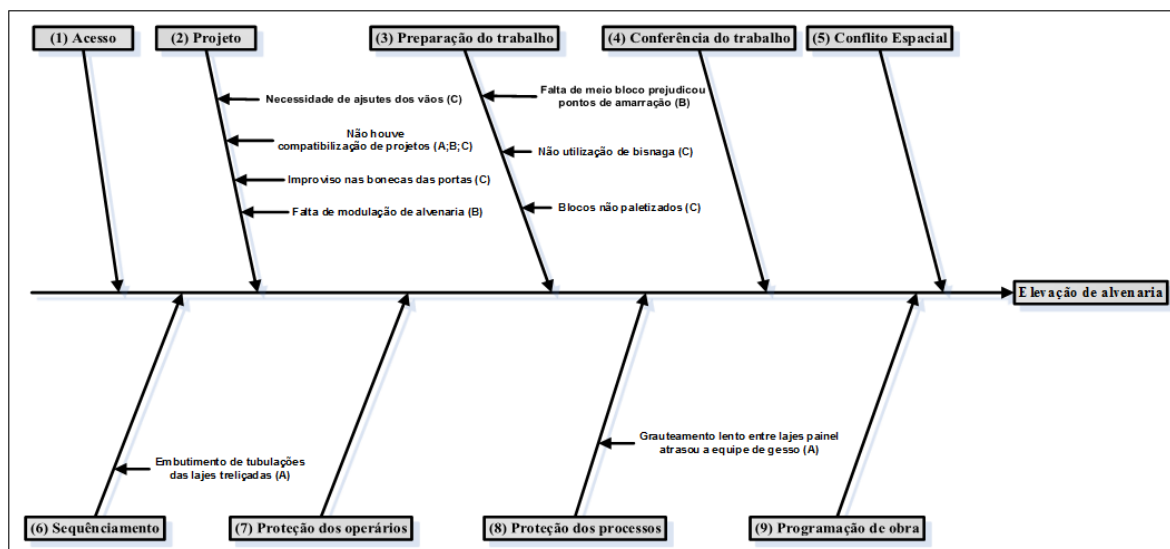 (1) Acesso
(2) Projeto
(3) Preparação do trabalho
(4) Conferência do trabalho
(5) Conflito Espacial
Necessidade de ajsutes dos vãos (C)
Não houve
compatibilização de projetos (A;B;C)
Improviso nas bonecas das portas (C)
Falta de modulação de alvenaria (B)
Falta de meio bloco prejudicou
pontos de amarração (B)
Não utilização de bisnaga (C)
Blocos não paletizados (C)
Elevação de alvenaria
Embutimento de tubulações
das lajes treliçadas (A)
Grauteamento lento entre lajes painel
atrasou a equipe de gesso (A)
(6) Sequênciamento
(7) Proteção dos operários
(8) Proteção dos processos
(9) Programação de obra